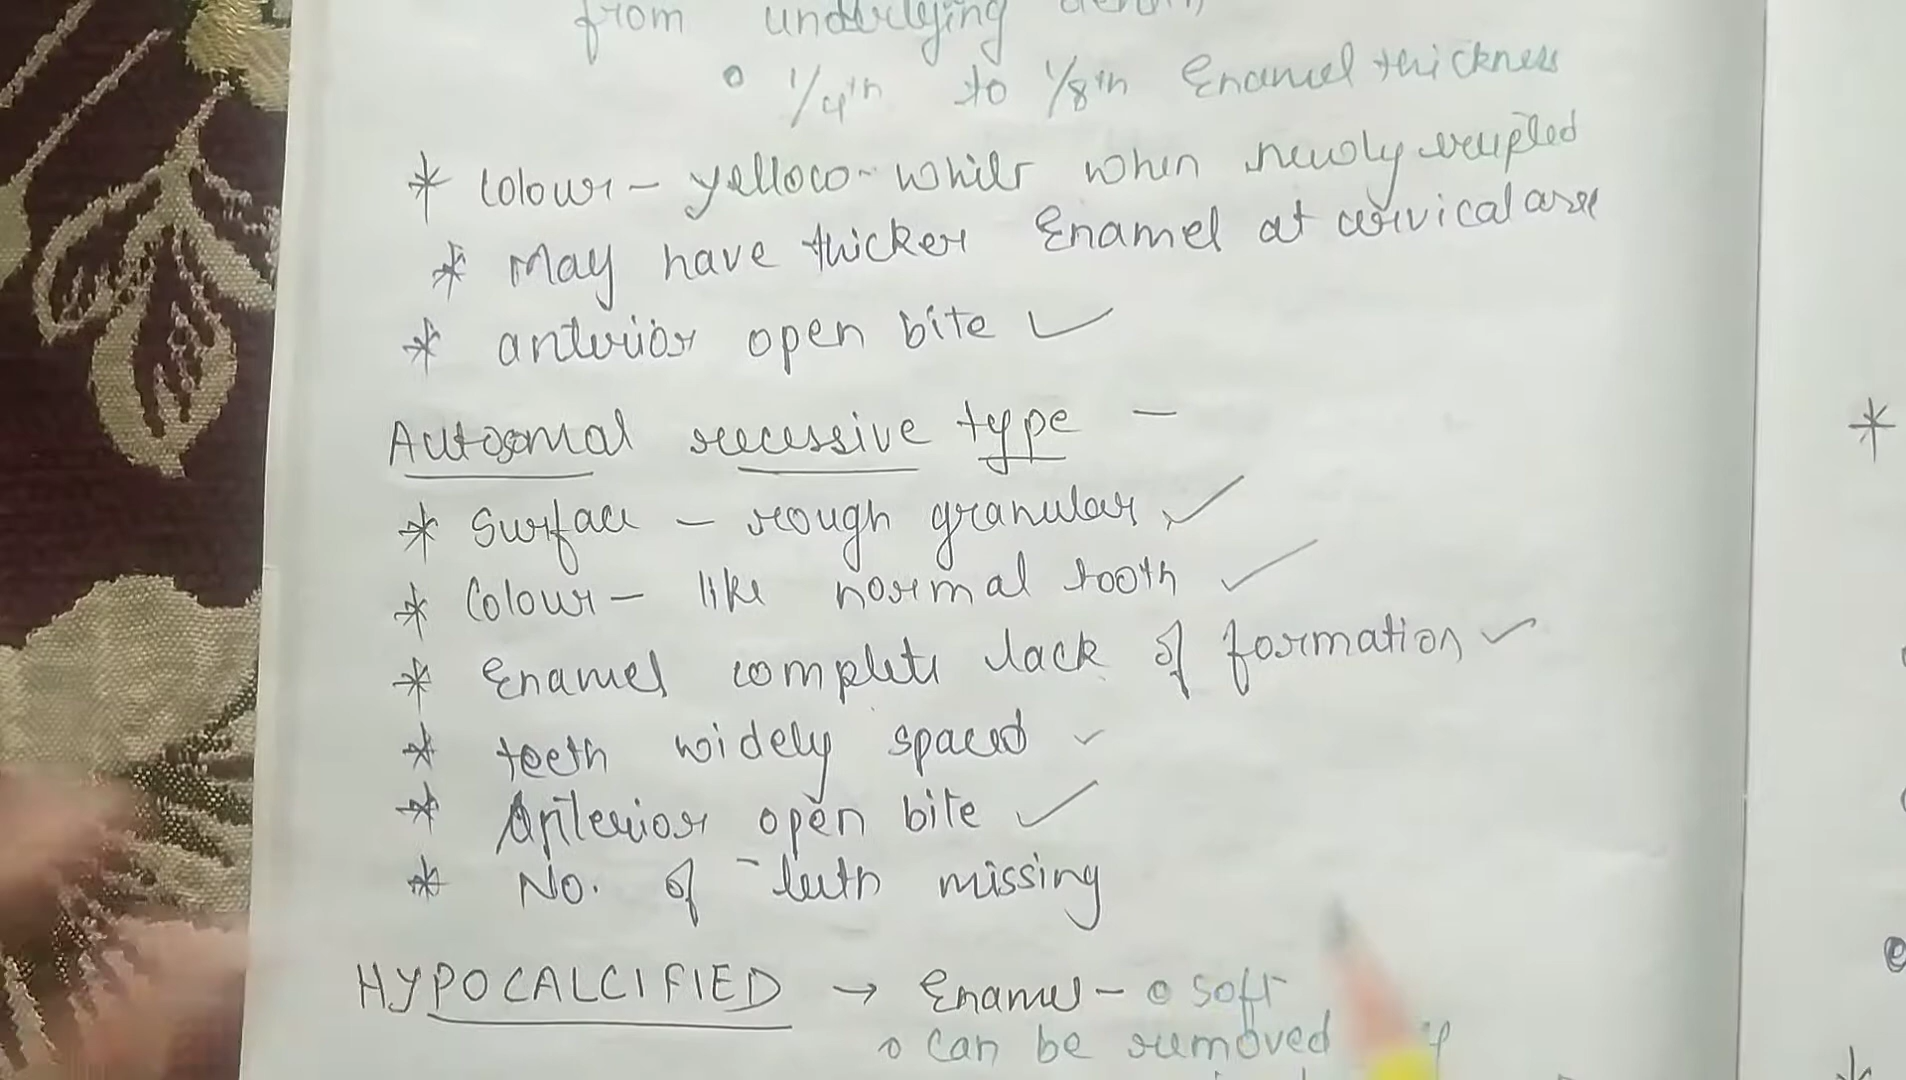 from underlying
° 1/4th to 1/8th Enamel thickness
* Colour - yellow-white when newly erupted
* May have thicker Enamel at cervical area
* anterior open bite ✓
Autosomal recessive type -
* Surface - rough granular ✓
* Colour - like normal tooth ✓
* Enamel complete lack of formation ✓
* teeth widely spaced ✓
* Anterior open bite ✓
* No. of teeth missing
HYPOCALCIFIED → Enamel - ° soft
° can be removed